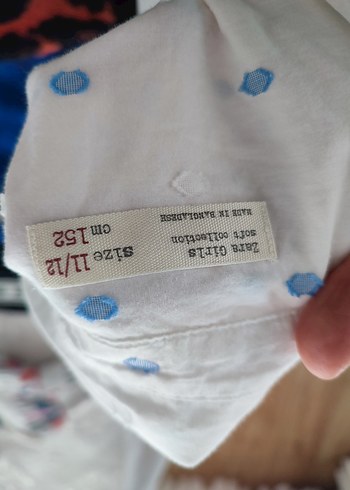 Zara Girls
soft collection
MADE IN BANGLADESH
size 11/12
cm 152